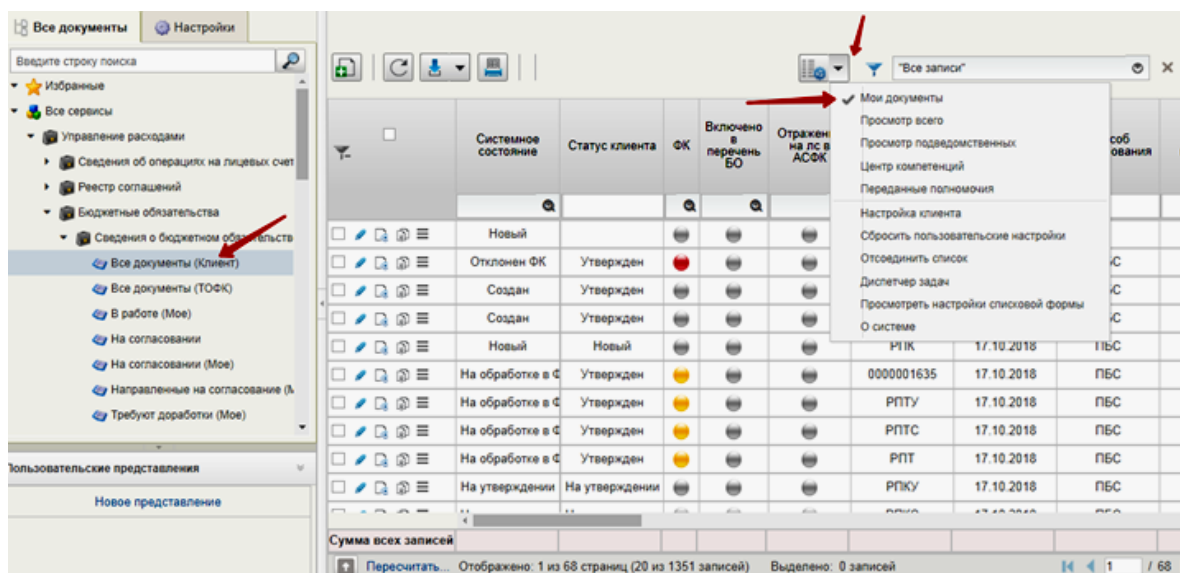 Все документы
Настройки
Введите строку поиска
Избранные
Все сервисы
Управление расходами
Сведения об операциях на лицевых счет
Реестр соглашений
Бюджетные обязательства
Сведения о бюджетном обязательств
Все документы (Клиент)
Все документы (ТОФК)
В работе (Мое)
На согласовании
На согласовании (Мое)
Направленные на согласование (М
Требуют доработки (Мое)
Пользовательские представления
Новое представление
"Все записи"
Мои документы
Просмотр всего
Просмотр подведомственных
Центр компетенций
Переданные полномочия
Настройка клиента
Сбросить пользовательские настройки
Отсоединить список
Диспетчер задач
Просмотреть настройки списковой формы
О системе
Системное состояние
Статус клиента
ФК
Включено в перечень БО
Отражен на лс в АСФК
соб ования
Новый
Отклонен ФК Утвержден ПБС
Создан Утвержден ПБС
Создан Утвержден ПБС
Новый Новый РПК 17.10.2018 ПБС
На обработке в Ф Утвержден 0000001635 17.10.2018 ПБС
На обработке в Ф Утвержден РПТУ 17.10.2018 ПБС
На обработке в Ф Утвержден РПТС 17.10.2018 ПБС
На обработке в Ф Утвержден РПТ 17.10.2018 ПБС
На утверждении На утверждении РПКУ 17.10.2018 ПБС
Сумма всех записей
Пересчитать... Отображено: 1 из 68 страниц (20 из 1351 записей) Выделено: 0 записей 1 / 68